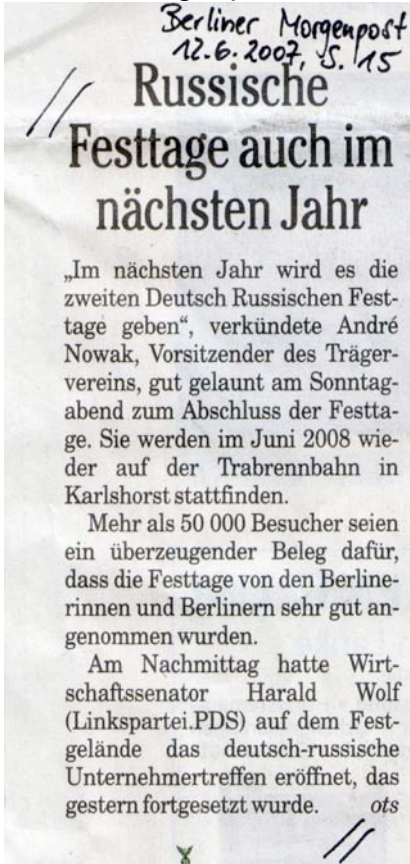 Berliner Morgenpost
12.6.2007, S. 15
Russische
Festtage auch im
nächsten Jahr
„Im nächsten Jahr wird es die
zweiten Deutsch Russischen Fest-
tage geben“, verkündete André
Nowak, Vorsitzender des Träger-
vereins, gut gelaunt am Sonntag-
abend zum Abschluss der Festta-
ge. Sie werden im Juni 2008 wie-
der auf der Trabrennbahn in
Karlshorst stattfinden.
Mehr als 50 000 Besucher seien
ein überzeugender Beleg dafür,
dass die Festtage von den Berline-
rinnen und Berlinern sehr gut an-
genommen wurden.
Am Nachmittag hatte Wirt-
schaftssenator Harald Wolf
(Linkspartei.PDS) auf dem Fest-
gelände das deutsch-russische
Unternehmertreffen eröffnet, das
gestern fortgesetzt wurde. ots